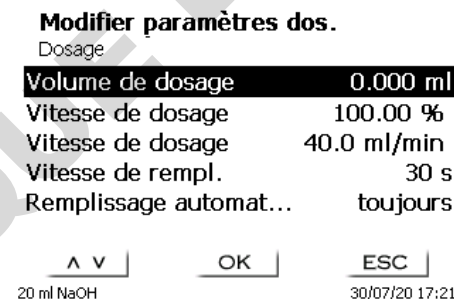 Modifier paramètres dos.
Dosage
Volume de dosage 0.000 ml
Vitesse de dosage 100.00 %
Vitesse de dosage 40.0 ml/min
Vitesse de rempl. 30 s
Remplissage automat... toujours
∧ ∨ OK ESC
20 ml NaOH 30/07/20 17:21